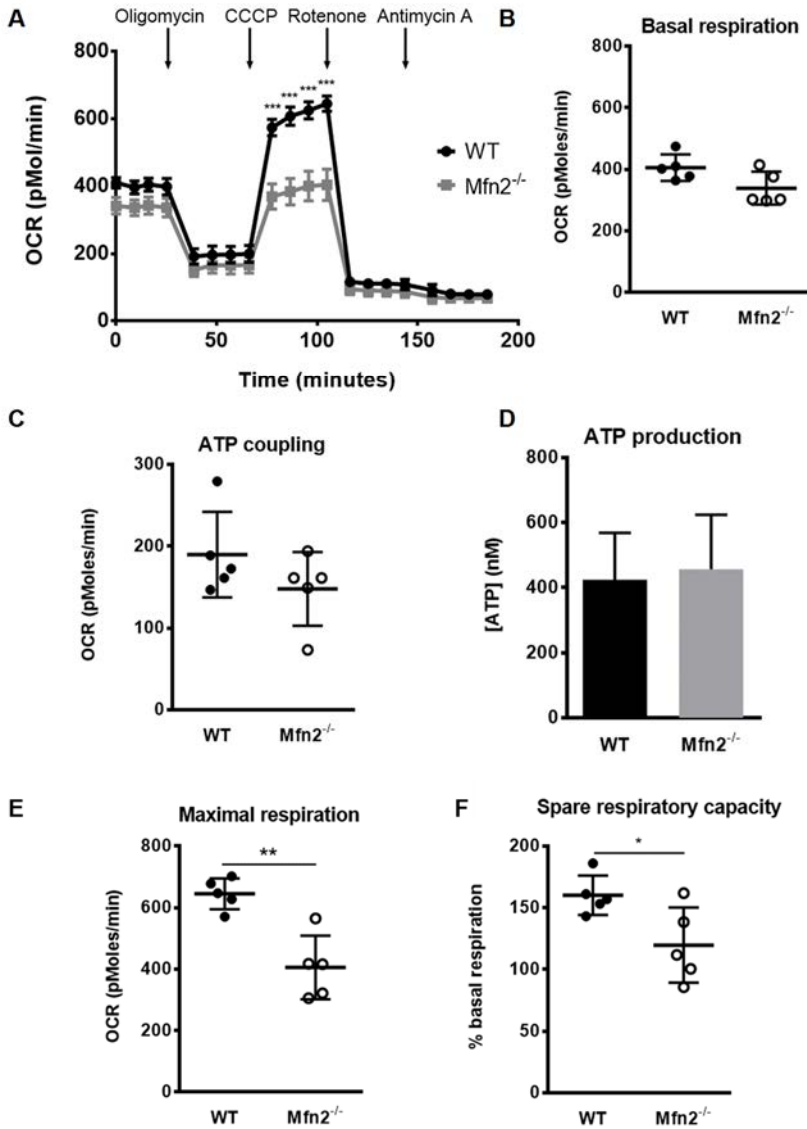 A
Oligomycin CCCP Rotenone Antimycin A
800
600
400
200
0
OCR (pMol/min)
*** *** *** ***
WT
Mfn2-/-
0 50 100 150 200
Time (minutes)
B
Basal respiration
800
600
400
200
0
OCR (pMoles/min)
WT Mfn2-/-
C
ATP coupling
300
200
100
0
OCR (pMoles/min)
WT Mfn2-/-
D
ATP production
800
600
400
200
0
[ATP] (nM)
WT Mfn2-/-
E
Maximal respiration
800
600
400
200
0
OCR (pMoles/min)
**
WT Mfn2-/-
F
Spare respiratory capacity
200
150
100
50
0
% basal respiration
*
WT Mfn2-/-